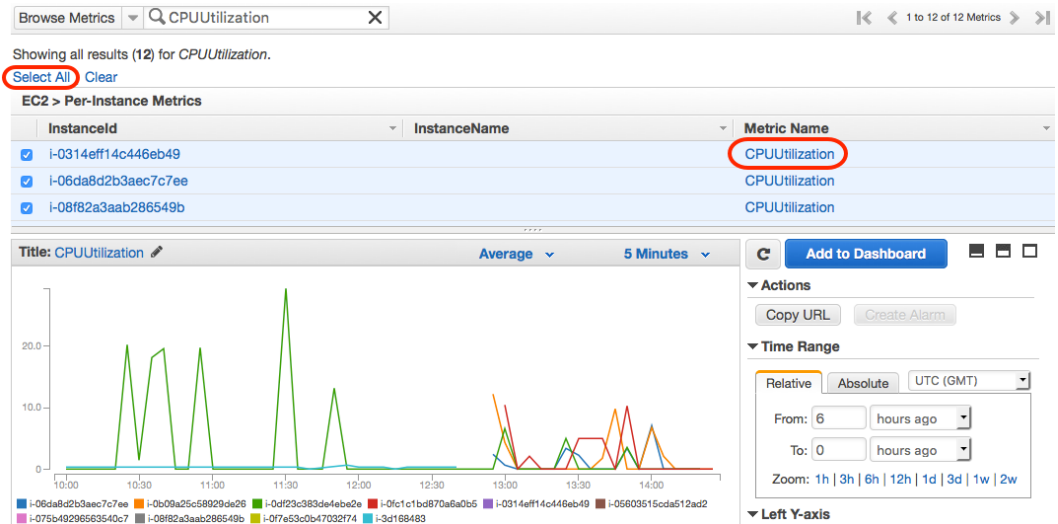 Browse Metrics CPUUtilization X 1 to 12 of 12 Metrics
Showing all results (12) for CPUUtilization.
Select All Clear
EC2 > Per-Instance Metrics
InstanceId InstanceName Metric Name
i-0314eff14c446eb49 CPUUtilization
i-06da8d2b3aec7c7ee CPUUtilization
i-08f82a3aab286549b CPUUtilization
Title: CPUUtilization Average 5 Minutes
Add to Dashboard
Actions
Copy URL Create Alarm
Time Range
Relative Absolute UTC (GMT)
From: 6 hours ago
To: 0 hours ago
Zoom: 1h | 3h | 6h | 12h | 1d | 3d | 1w | 2w
Left Y-axis
20.0
10.0
0
10:00 10:30 11:00 11:30 12:00 12:30 13:00 13:30 14:00
i-06da8d2b3aec7c7ee i-0b09a25c58929de26 i-0df23c383de4ebe2e i-0fc1c1bd870a6a0b5 i-0314eff14c446eb49 i-05603515cda512ad2
i-075b49296563540c7 i-08f82a3aab286549b i-0f7e53c0b47032f74 i-3d168483